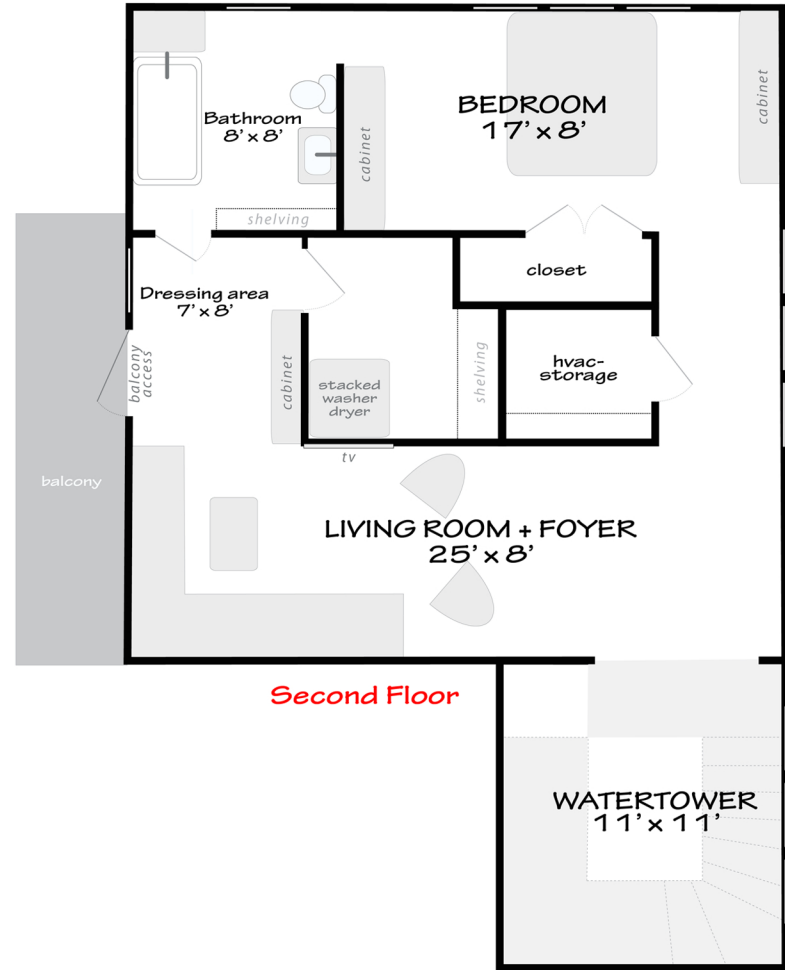 Bathroom
8’ x 8’
cabinet
BEDROOM
17’ x 8’
cabinet
shelving
closet
Dressing area
7’ x 8’
balcony
access
cabinet
stacked
washer
dryer
shelving
hvac-
storage
tv
balcony
LIVING ROOM + FOYER
25’ x 8’
Second Floor
WATERTOWER
11’ x 11’